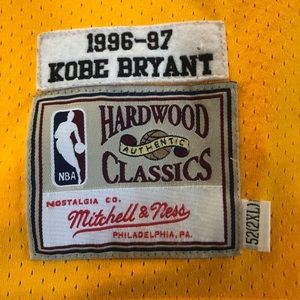 1996-97
KOBE BRYANT
HARDWOOD
AUTHENTIC
CLASSICS
NBA
NOSTALGIA CO.
Mitchell & Ness
PHILADELPHIA, PA.
52(2XL)